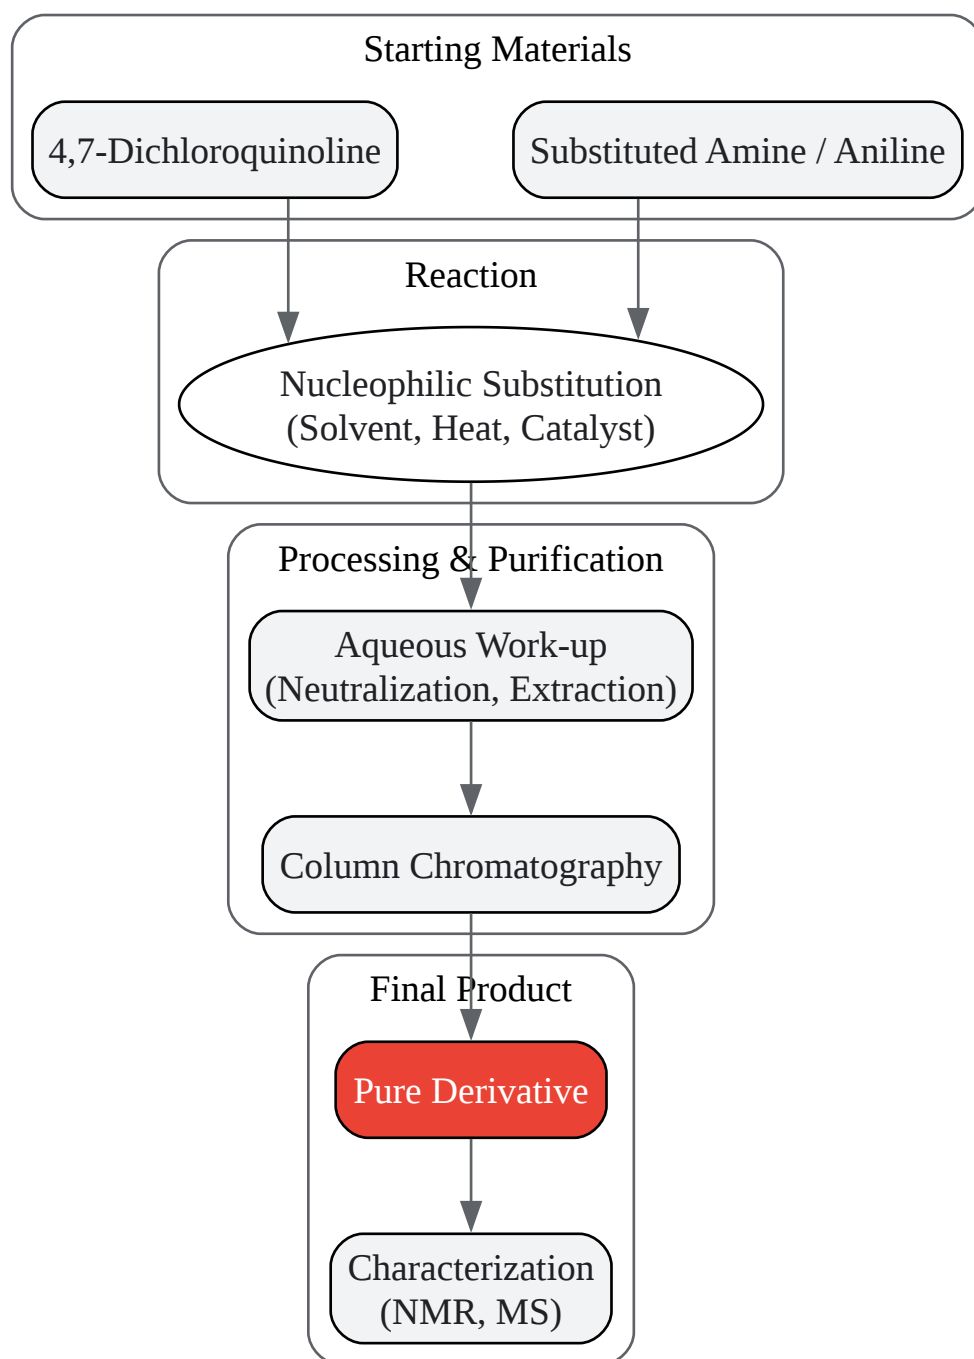 Starting Materials
4,7-Dichloroquinoline
Substituted Amine / Aniline
Reaction
Nucleophilic Substitution
(Solvent, Heat, Catalyst)
Processing & Purification
Aqueous Work-up
(Neutralization, Extraction)
Column Chromatography
Final Product
Pure Derivative
Characterization
(NMR, MS)